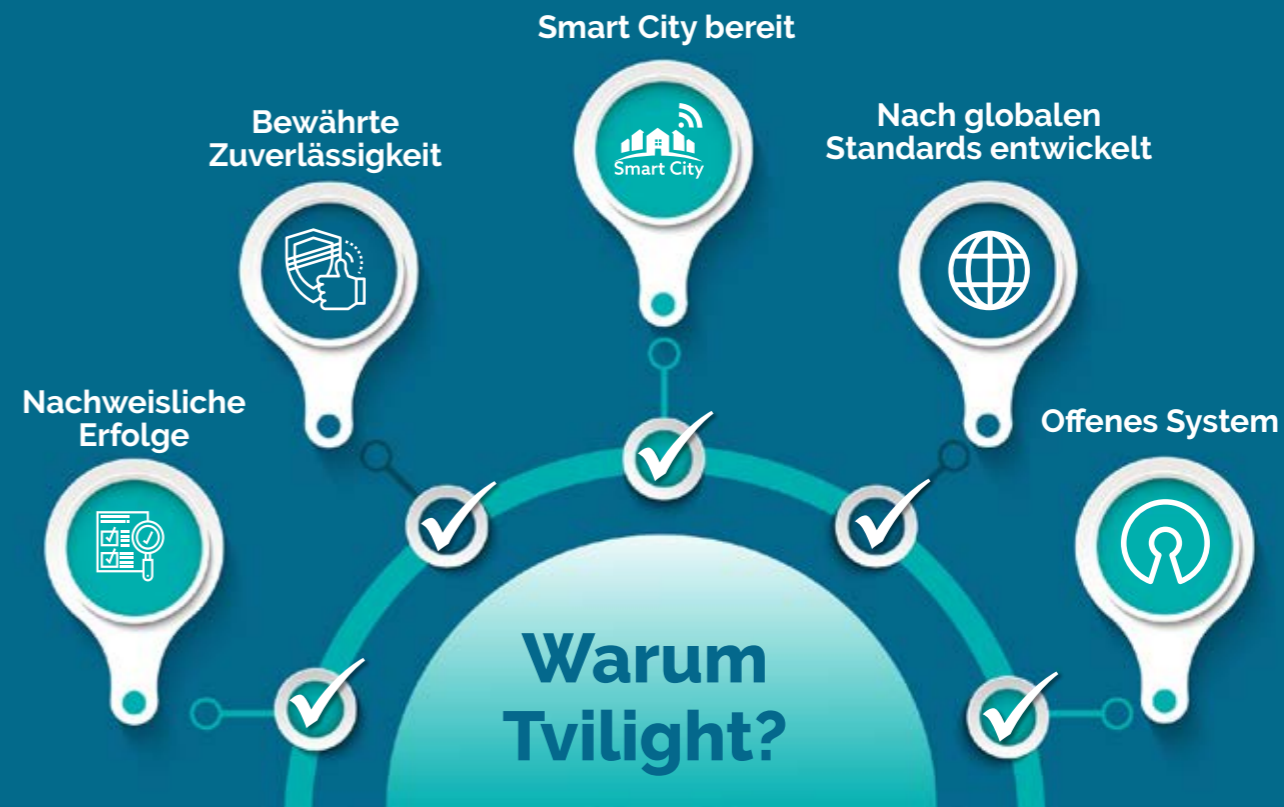 Smart City bereit
Bewährte
Zuverlässigkeit
Smart City
Nach globalen
Standards entwickelt
Nachweisliche
Erfolge
Offenes System
Warum
Tvilight?